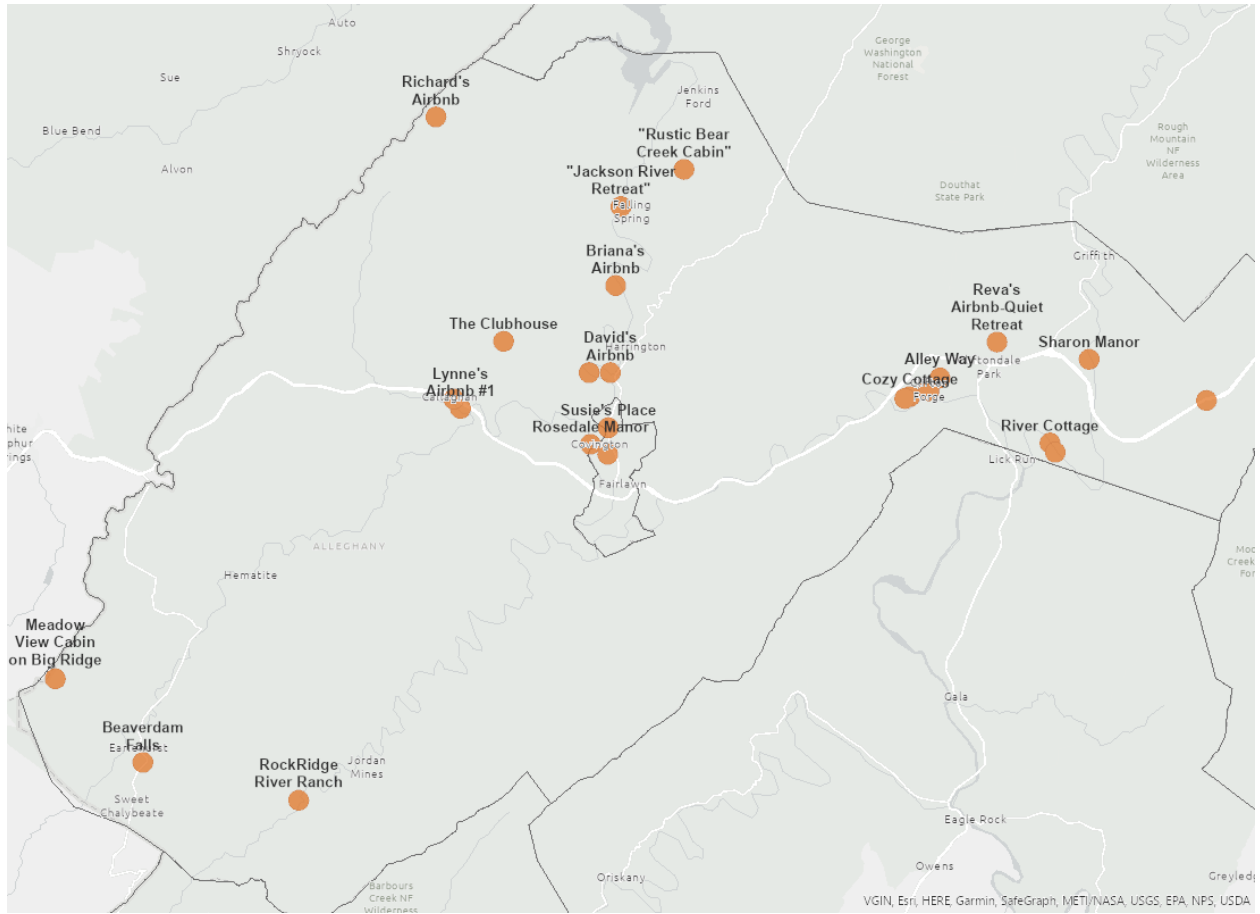 Auto
Shryock
Sue
Blue Bend
Alvon
Richard's
Airbnb
George
Washington
National
Forest
Jenkins
Ford
Rough
Mountain
NF
Wilderness
Area
"Rustic Bear
Creek Cabin"
"Jackson River
Retreat"
Falling
Spring
Douthat
State Park
Briana's
Airbnb
Griffith
Reva's
Airbnb-Quiet
Retreat
The Clubhouse
David's
Airbnb
Harrington
Sharon Manor
Alley Way
Park
Lynne's
Airbnb #1
Callaghan
Cozy Cottage
Forge
Susie's Place
Rosedale Manor
Covington
River Cottage
Lick Run
Fairlawn
ALLEGHANY
Hematite
Meadow
View Cabin
on Big Ridge
Beaverdam
Falls
Earlehurst
RockRidge
River Ranch
Jordan
Mines
Sweet
Chalybeate
Gala
Eagle Rock
Owens
Oriskany
Barbours
Creek NF
Wilderness
VGIN, Esri, HERE, Garmin, SafeGraph, METI/NASA, USGS, EPA, NPS, USDA